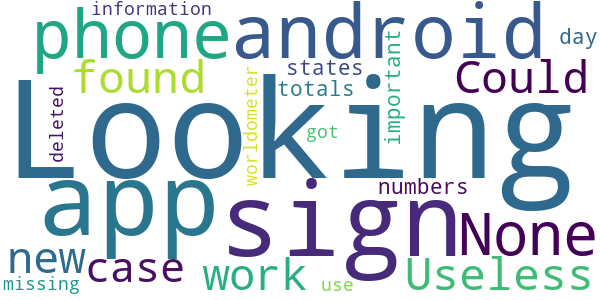 information
phone android day
found states Could
totals
Looking
deleted worldometer important
got
app sign numbers
None
new case work Useless
missing use